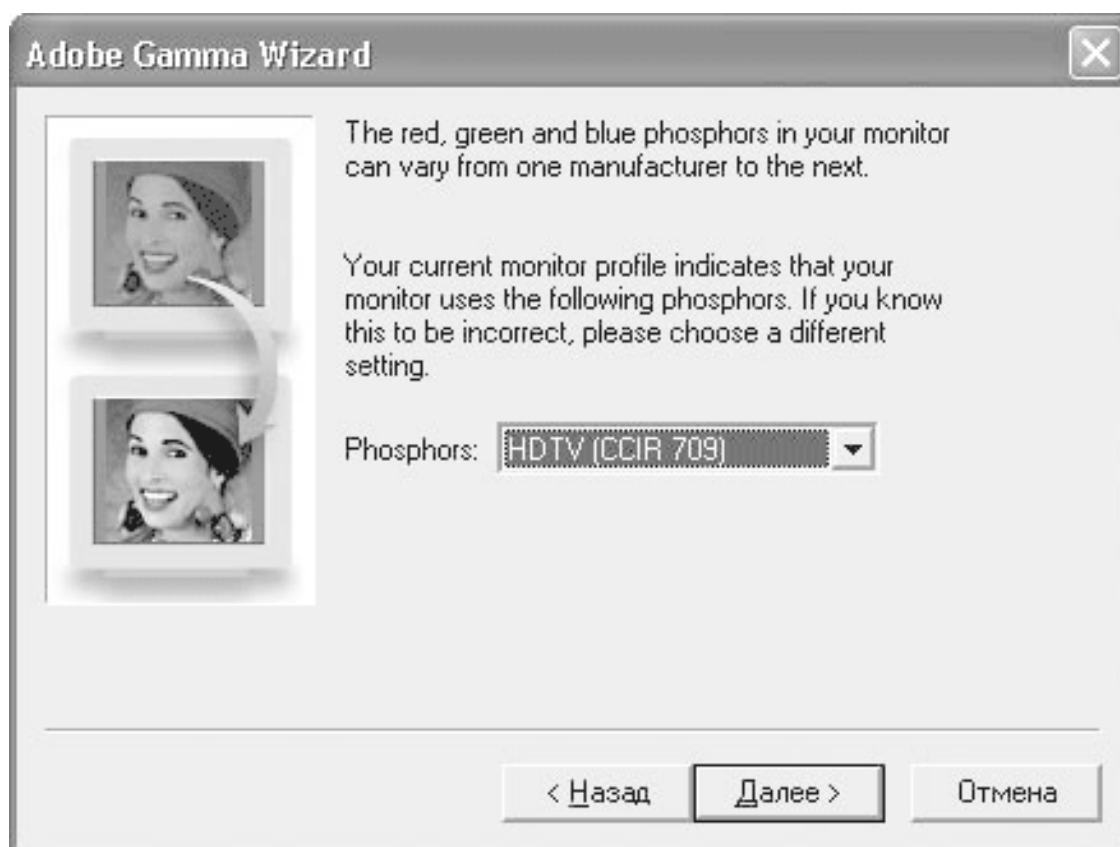 Adobe Gamma Wizard
The red, green and blue phosphors in your monitor
can vary from one manufacturer to the next.
Your current monitor profile indicates that your
monitor uses the following phosphors. If you know
this to be incorrect, please choose a different
setting.
Phosphors: HDTV (CCIR 709)
< Назад Далее > Отмена